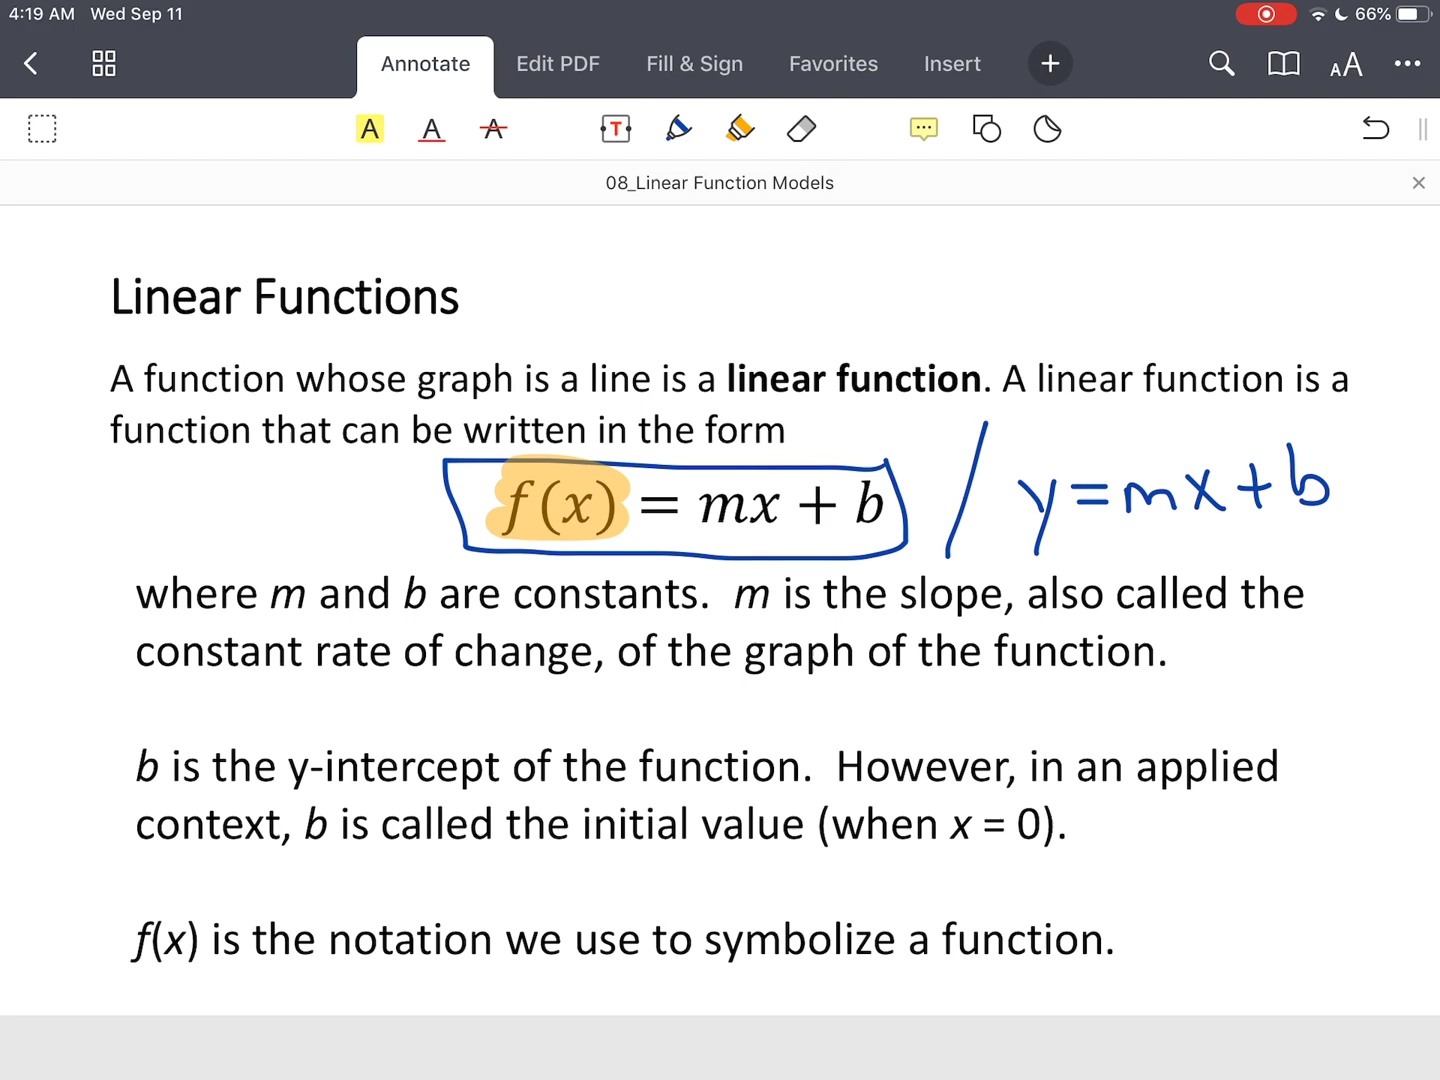 4:19 AM Wed Sep 11 66%
Annotate Edit PDF Fill & Sign Favorites Insert
08_Linear Function Models
Linear Functions
A function whose graph is a line is a linear function. A linear function is a
function that can be written in the form
f(x) = mx + b / y=mx+b
where m and b are constants. m is the slope, also called the
constant rate of change, of the graph of the function.
b is the y-intercept of the function. However, in an applied
context, b is called the initial value (when x = 0).
f(x) is the notation we use to symbolize a function.